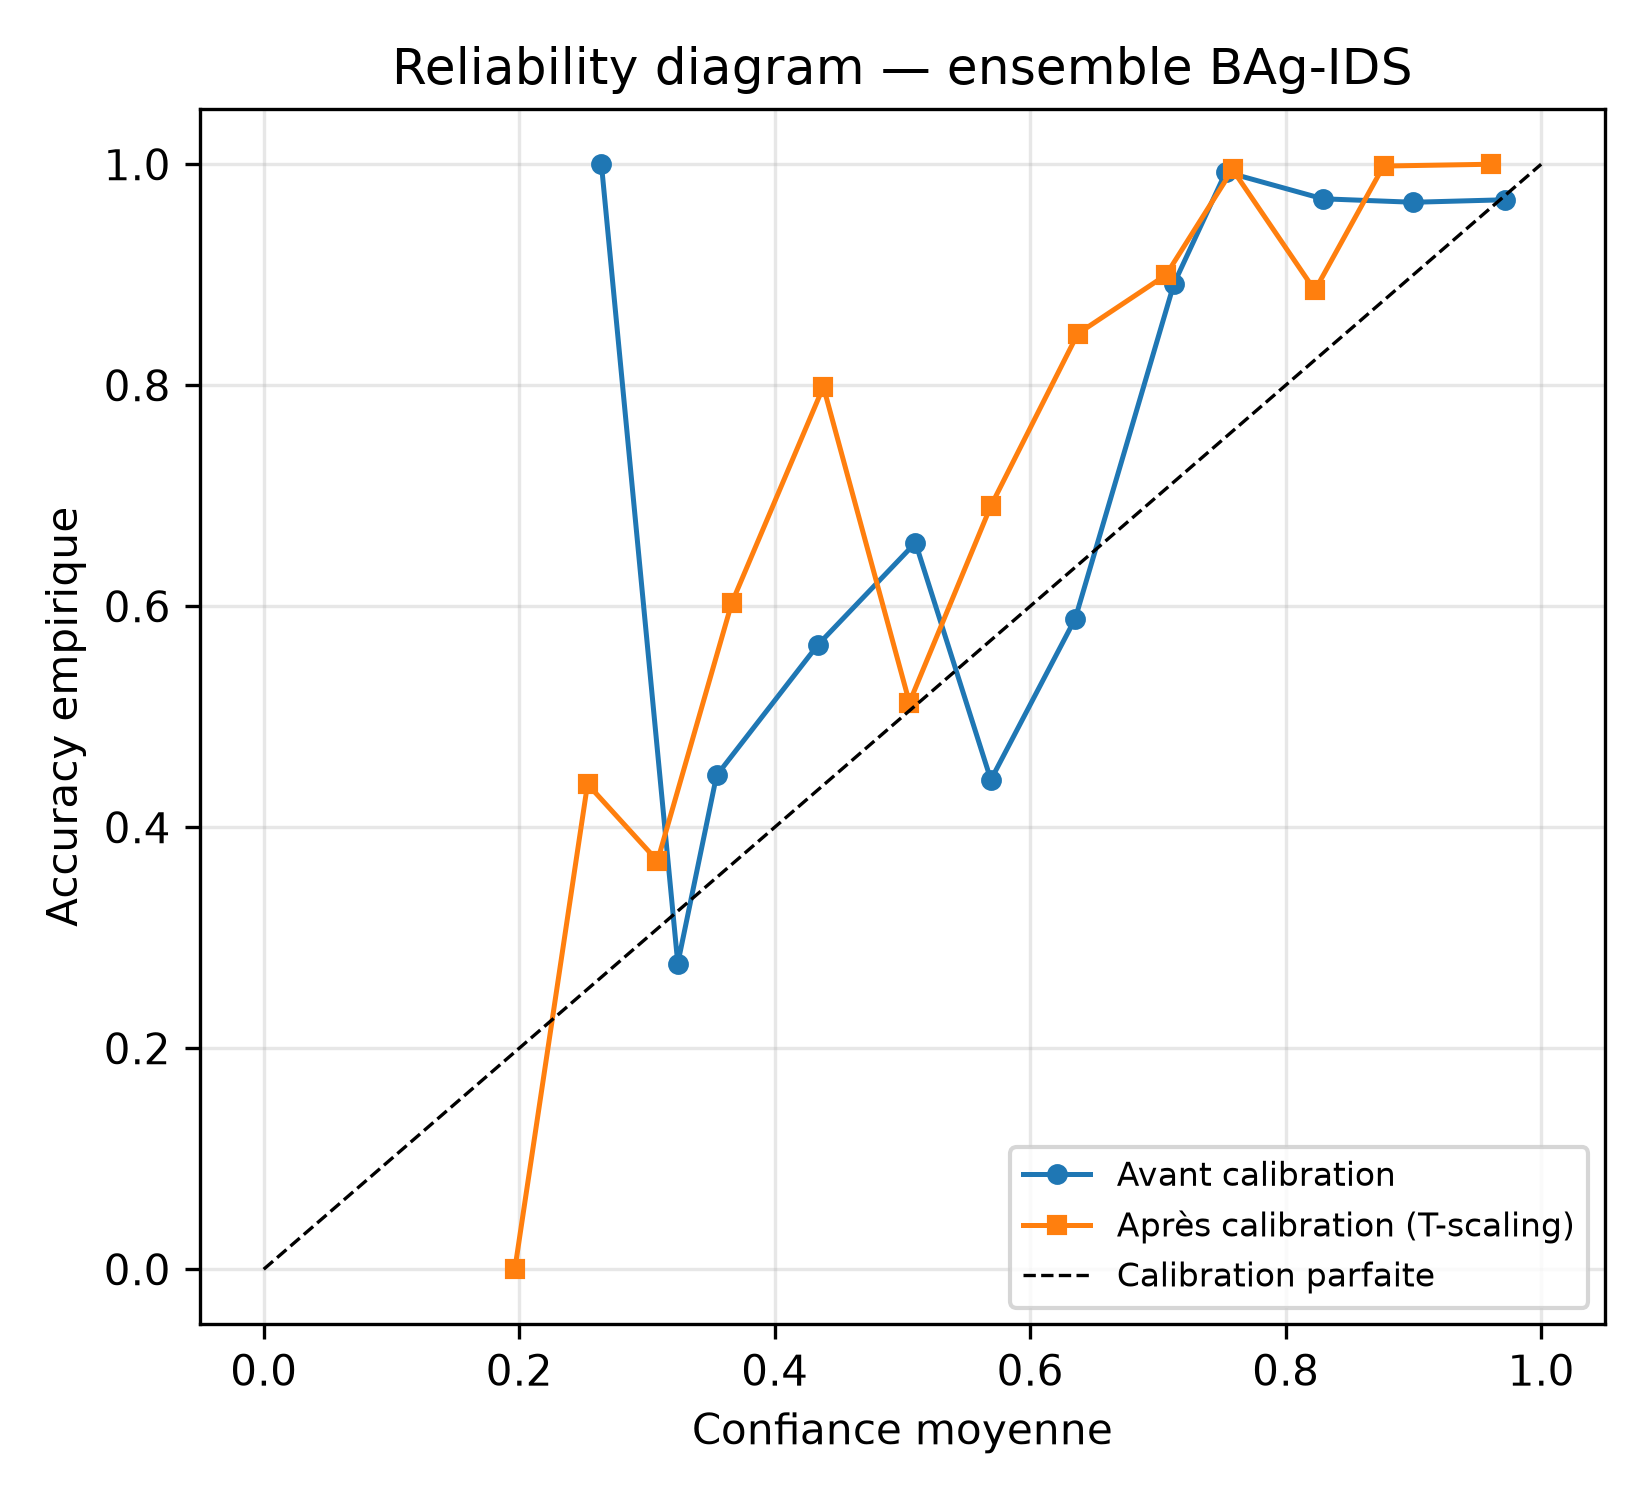 Reliability diagram — ensemble BAg-IDS
1.0
0.8
0.6
0.4
0.2
0.0
Accuracy empirique
Avant calibration
Après calibration (T-scaling)
Calibration parfaite
0.0 0.2 0.4 0.6 0.8 1.0
Confiance moyenne